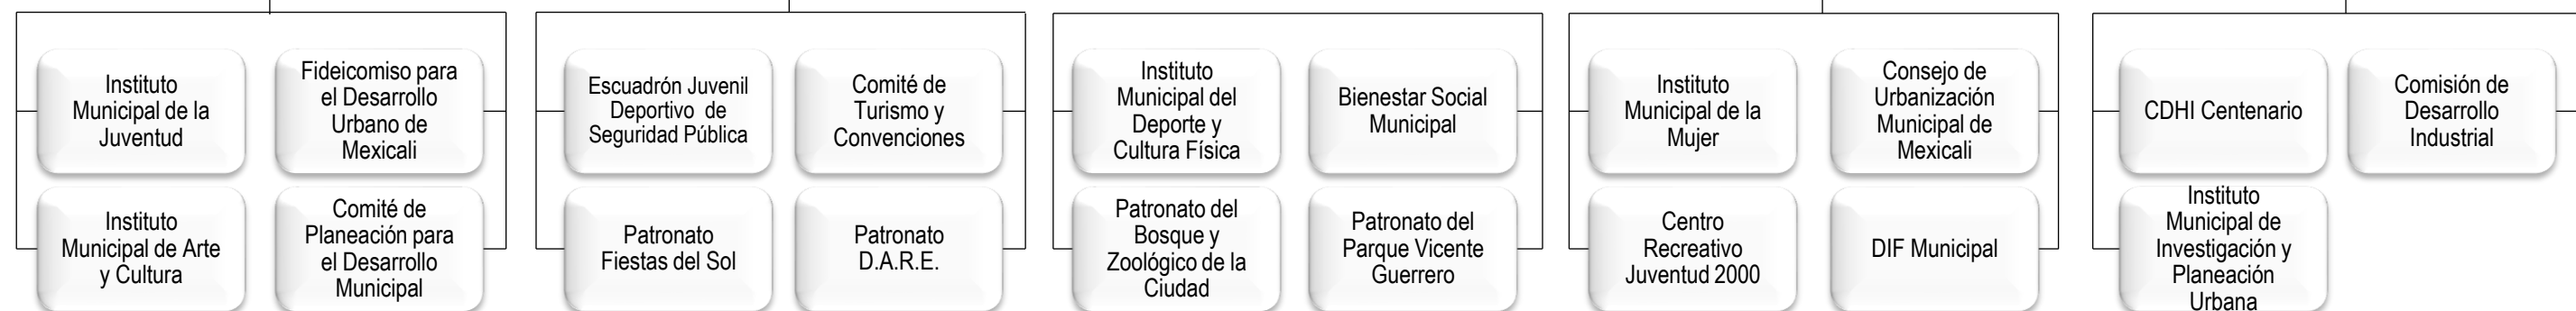 Instituto
Municipal de la
Juventud
Fideicomiso para
el Desarrollo
Urbano de
Mexicali
Escuadrón Juvenil
Deportivo de
Seguridad Pública
Comité de
Turismo y
Convenciones
Instituto
Municipal del
Deporte y
Cultura Física
Bienestar Social
Municipal
Instituto
Municipal de la
Mujer
Consejo de
Urbanización
Municipal de
Mexicali
CDHI Centenario
Comisión de
Desarrollo
Industrial
Instituto
Municipal de Arte
y Cultura
Comité de
Planeación para
el Desarrollo
Municipal
Patronato
Fiestas del Sol
Patronato
D.A.R.E.
Patronato del
Bosque y
Zoológico de la
Ciudad
Patronato del
Parque Vicente
Guerrero
Centro
Recreativo
Juventud 2000
DIF Municipal
Instituto
Municipal de
Investigación y
Planeación
Urbana